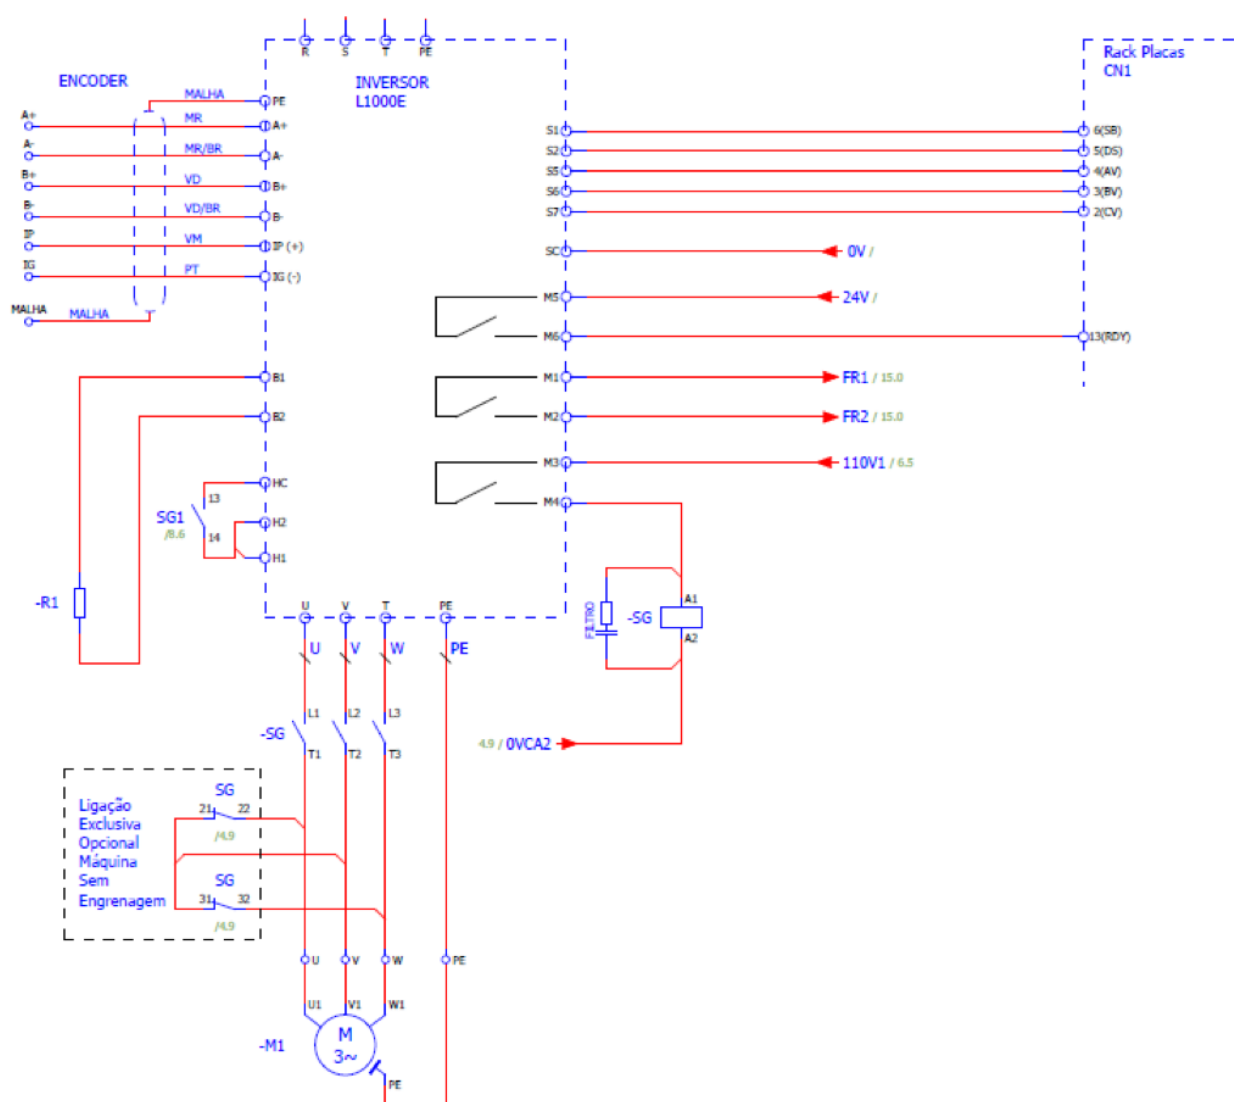 R S T PE
ENCODER
INVERSOR
L1000E
Rack Placas
CN1
MALHA PE
A+ MR A+
A- MR/BR A-
B+ VD B+
B- VD/BR B-
IP VM IP (+)
IG PT IG (-)
MALHA MALHA
S1 6(SB)
S2 5(DS)
S5 4(AV)
S6 3(BV)
S7 2(CV)
SC 0V /
M5 24V /
M6 13(RDY)
B1 M1 FR1 / 15.0
B2 M2 FR2 / 15.0
M3 110V1 / 6.5
HC M4
13
SG1
/8.6
14
H2
H1
-R1
U V T PE
FILTRO
-SG
A1
A2
U V W PE
L1 L2 L3
-SG
T1 T2 T3
4.9 / 0VCA2
Ligação
Exclusiva
Opcional
Máquina
Sem
Engrenagem
SG
21 22
/4.9
SG
31 32
/4.9
U V W PE
U1 V1 W1
-M1
M
3~
PE